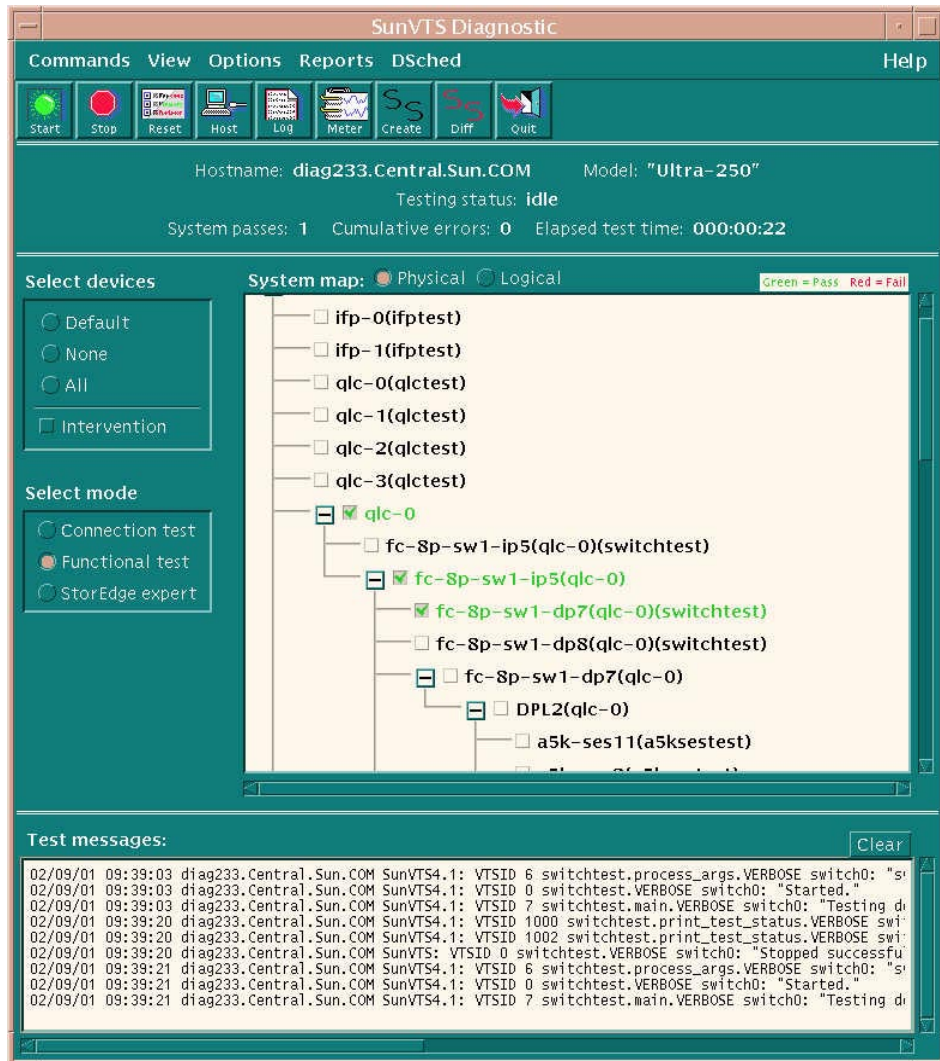 SunVTS Diagnostic
Commands View Options Reports DSched Help
Start Stop Reset Host Log Meter Create Diff Quit
Hostname: diag233.Central.Sun.COM Model: "Ultra-250"
Testing status: idle
System passes: 1 Cumulative errors: 0 Elapsed test time: 000:00:22
Select devices
Default
None
All
Intervention
Select mode
Connection test
Functional test
StorEdge expert
System map: Physical Logical
Green = Pass Red = Fail
ifp-0(ifptest)
ifp-1(ifptest)
qlc-0(qlctest)
qlc-1(qlctest)
qlc-2(qlctest)
qlc-3(qlctest)
qlc-0
fc-8p-sw1-ip5(qlc-0)(switchtest)
fc-8p-sw1-ip5(qlc-0)
fc-8p-sw1-dp7(qlc-0)(switchtest)
fc-8p-sw1-dp8(qlc-0)(switchtest)
fc-8p-sw1-dp7(qlc-0)
DPL2(qlc-0)
a5k-ses11(a5ksestest)
Test messages:
Clear
02/09/01 09:39:03 diag233.Central.Sun.COM SunVTS4.1: VTSID 6 switchtest.process_args.VERBOSE switch0: "s
02/09/01 09:39:03 diag233.Central.Sun.COM SunVTS4.1: VTSID 0 switchtest.VERBOSE switch0: "Started."
02/09/01 09:39:03 diag233.Central.Sun.COM SunVTS4.1: VTSID 7 switchtest.main.VERBOSE switch0: "Testing d
02/09/01 09:39:20 diag233.Central.Sun.COM SunVTS4.1: VTSID 1000 switchtest.print_test_status.VERBOSE swi
02/09/01 09:39:20 diag233.Central.Sun.COM SunVTS4.1: VTSID 1002 switchtest.print_test_status.VERBOSE swi
02/09/01 09:39:20 diag233.Central.Sun.COM SunVTS: VTSID 0 switchtest.VERBOSE switch0: "Stopped successfu
02/09/01 09:39:21 diag233.Central.Sun.COM SunVTS4.1: VTSID 6 switchtest.process_args.VERBOSE switch0: "s
02/09/01 09:39:21 diag233.Central.Sun.COM SunVTS4.1: VTSID 0 switchtest.VERBOSE switch0: "Started."
02/09/01 09:39:21 diag233.Central.Sun.COM SunVTS4.1: VTSID 7 switchtest.main.VERBOSE switch0: "Testing d